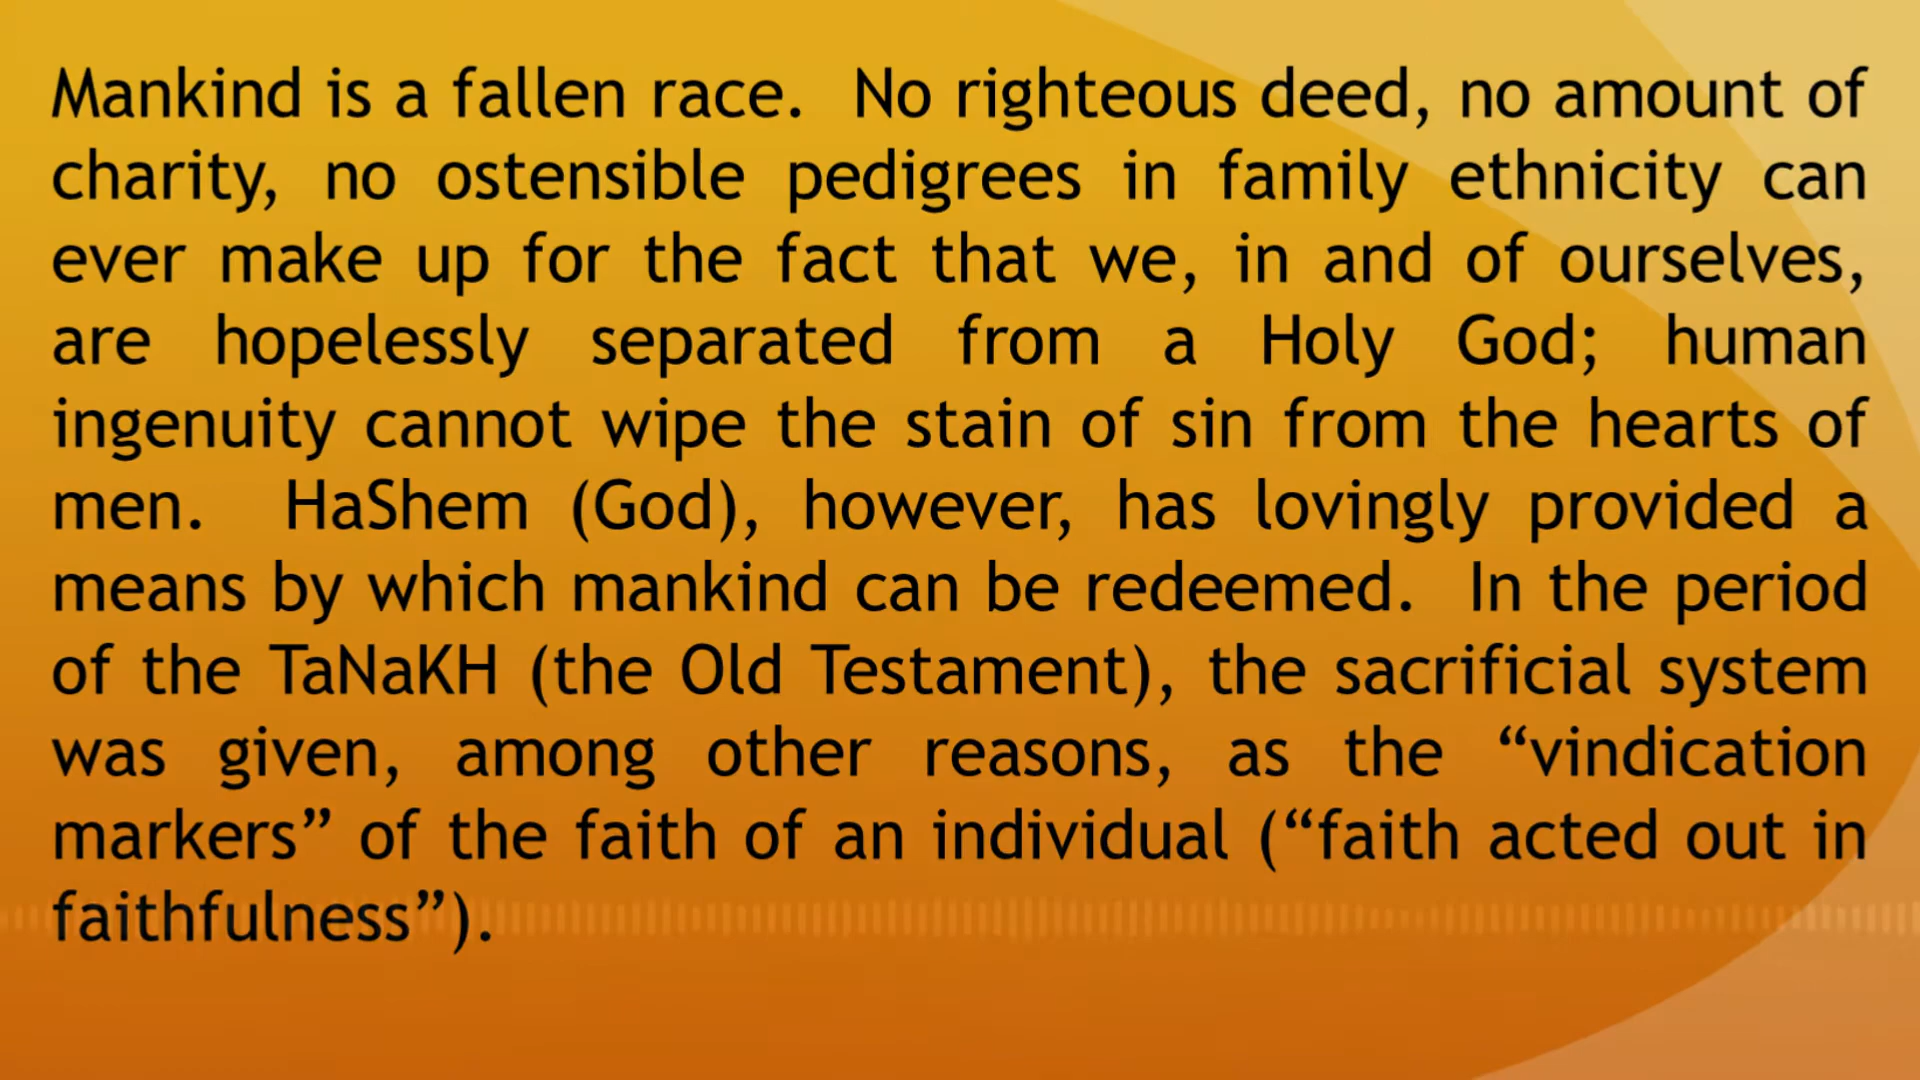 Mankind is a fallen race.  No righteous deed, no amount of
charity, no ostensible pedigrees in family ethnicity can
ever make up for the fact that we, in and of ourselves,
are hopelessly separated from a Holy God; human
ingenuity cannot wipe the stain of sin from the hearts of
men.  HaShem (God), however, has lovingly provided a
means by which mankind can be redeemed.  In the period
of the TaNaKH (the Old Testament), the sacrificial system
was given, among other reasons, as the “vindication
markers” of the faith of an individual (“faith acted out in
faithfulness”).